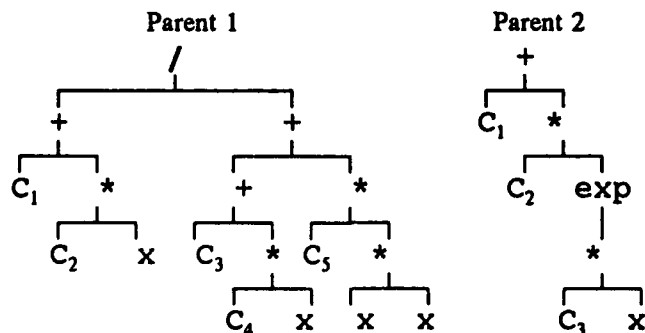 Parent 1 Parent 2
/ +
+ + C₁ *
C₁ * + * C₂ exp
C₂ x C₃ * C₅ * *
C₄ x x x C₃ x